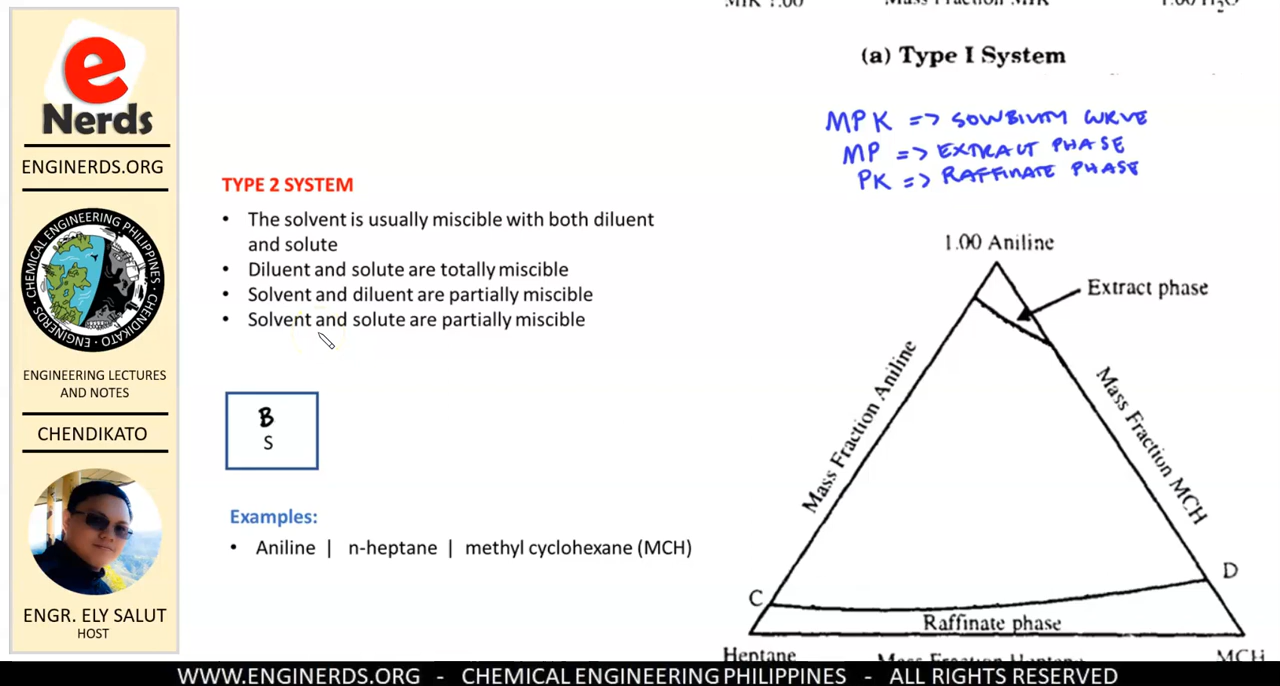 e
Nerds
ENGINERDS.ORG
CHEMICAL ENGINEERING PHILIPPINES
ENGINERDS - CHENDIKATO
ENGINEERING LECTURES
AND NOTES
CHENDIKATO
ENGR. ELY SALUT
HOST
TYPE 2 SYSTEM
• The solvent is usually miscible with both diluent
and solute
• Diluent and solute are totally miscible
• Solvent and diluent are partially miscible
• Solvent and solute are partially miscible
B
S
Examples:
• Aniline | n-heptane | methyl cyclohexane (MCH)
(a) Type I System
MPK => SOLUBILITY CURVE
MP => EXTRACT PHASE
PK => RAFFINATE PHASE
1.00 Aniline
Extract phase
Mass Fraction Aniline
Mass Fraction MCH
C
D
Raffinate phase
Heptane
Mass Fraction Heptane
MCH
WWW.ENGINERDS.ORG - CHEMICAL ENGINEERING PHILIPPINES - ALL RIGHTS RESERVED